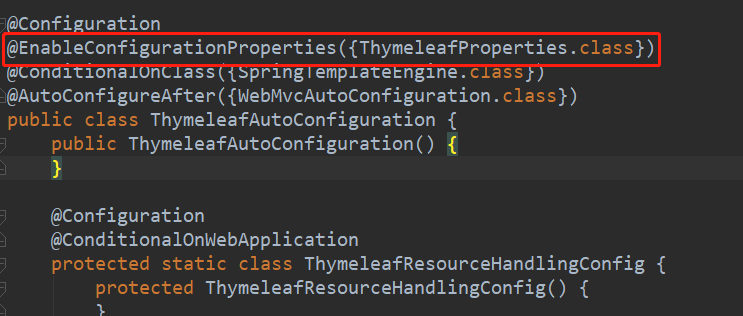 @Configuration
@EnableConfigurationProperties({ThymeleafProperties.class})
@ConditionalOnClass({SpringTemplateEngine.class})
@AutoConfigureAfter({WebMvcAutoConfiguration.class})
public class ThymeleafAutoConfiguration {
    public ThymeleafAutoConfiguration() {
    }

    @Configuration
    @ConditionalOnWebApplication
    protected static class ThymeleafResourceHandlingConfig {
        protected ThymeleafResourceHandlingConfig() {
        }